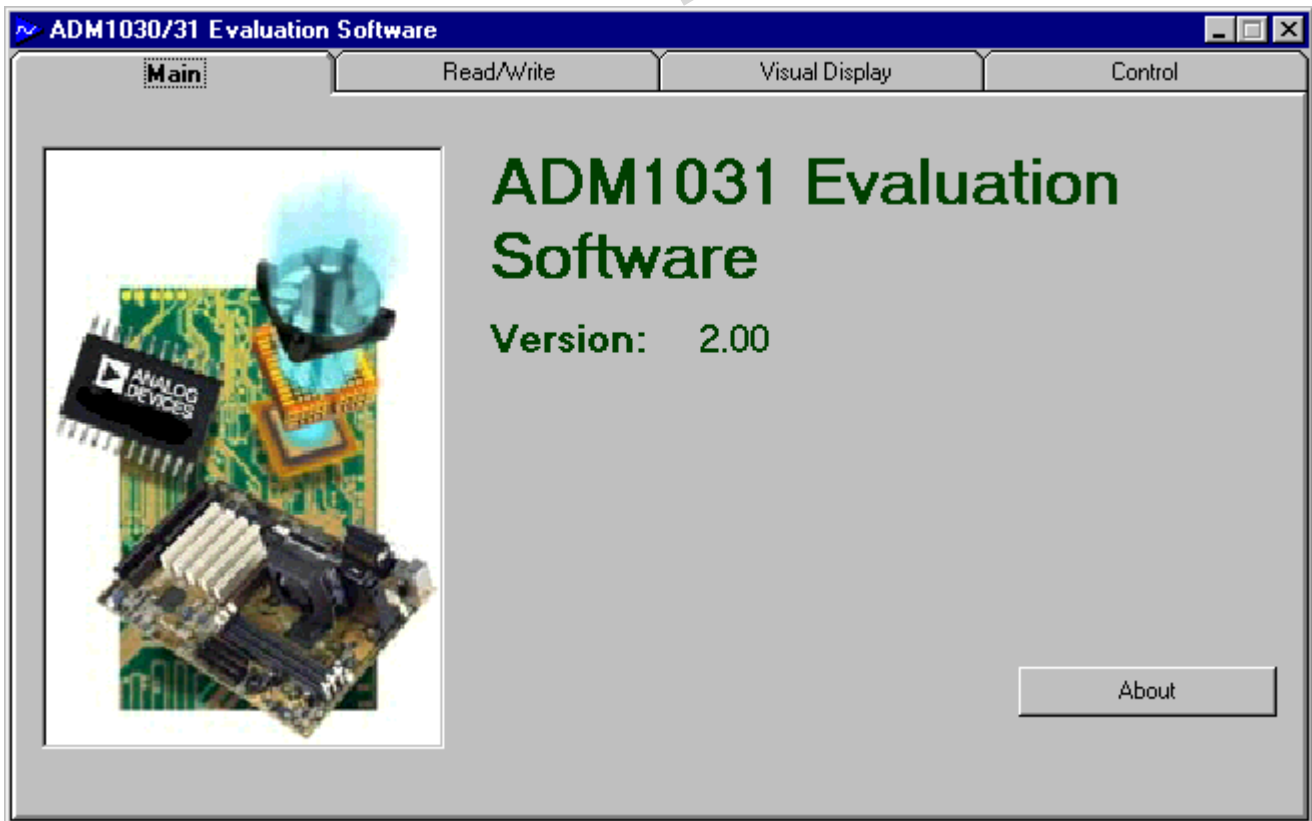 ADM1030/31 Evaluation Software
Main
Read/Write
Visual Display
Control
ADM1031 Evaluation
Software
Version: 2.00
ANALOG
DEVICES
About